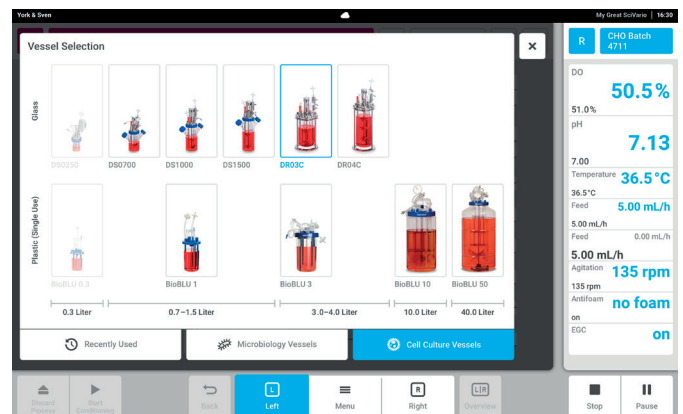 York & Sven
My Great SciVario | 16:30
Vessel Selection
R
CHO Batch
4711
Glass
DS0250
DS0700
DS1000
DS1500
DR03C
DR04C
Plastic (Single Use)
BioBLU 0.3
BioBLU 1
BioBLU 3
BioBLU 10
BioBLU 50
0.3 Liter
0.7–1.5 Liter
3.0–4.0 Liter
10.0 Liter
40.0 Liter
Recently Used
Microbiology Vessels
Cell Culture Vessels
DO
50.5%
51.0%
pH
7.13
7.00
Temperature
36.5°C
36.5°C
Feed
5.00 mL/h
5.00 mL/h
Feed
0.00 mL/h
5.00 mL/h
Agitation
135 rpm
135 rpm
Antifoam
no foam
on
EGC
on
Discard
Process
Start
Conditioning
Back
L
Left
Menu
R
Right
L R
Overview
Stop
Pause